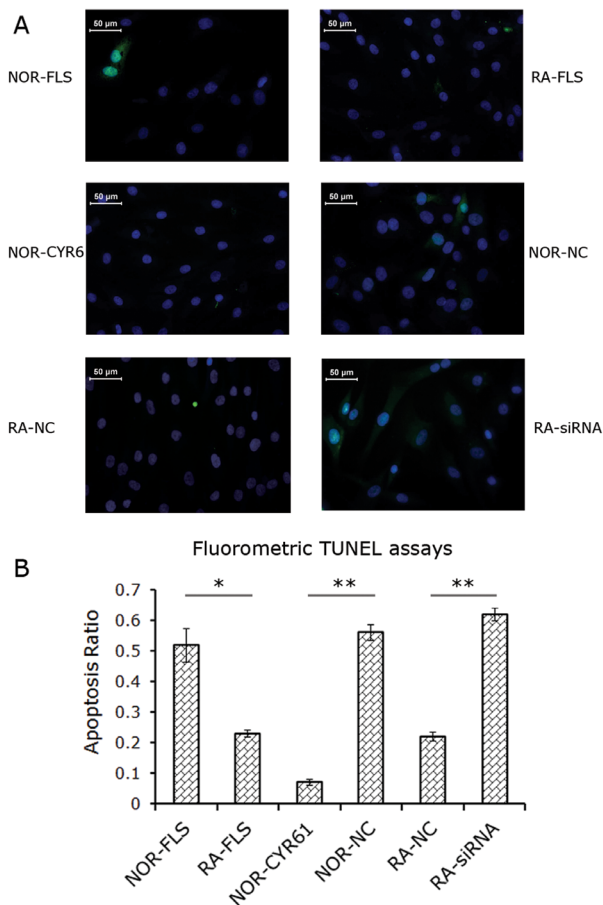 A
50 µm
50 µm
NOR-FLS
RA-FLS
50 µm
50 µm
NOR-CYR6
NOR-NC
50 µm
50 µm
RA-NC
RA-siRNA
Fluorometric TUNEL assays
B
* ** **
Apoptosis Ratio
0.7
0.6
0.5
0.4
0.3
0.2
0.1
0
NOR-FLS
RA-FLS
NOR-CYR61
NOR-NC
RA-NC
RA-siRNA